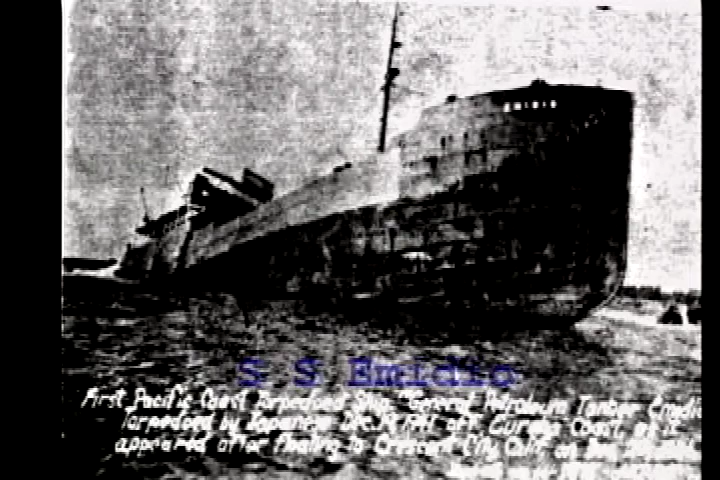 EMIDIO
S S Emidio
First Pacific Coast Torpedoed Ship, "General Petroleum Tanker Emidio
Torpedoed by Japanese Dec. 1941 off Eureka Coast, as it
appeared after floating to Crescent City, Calif. on